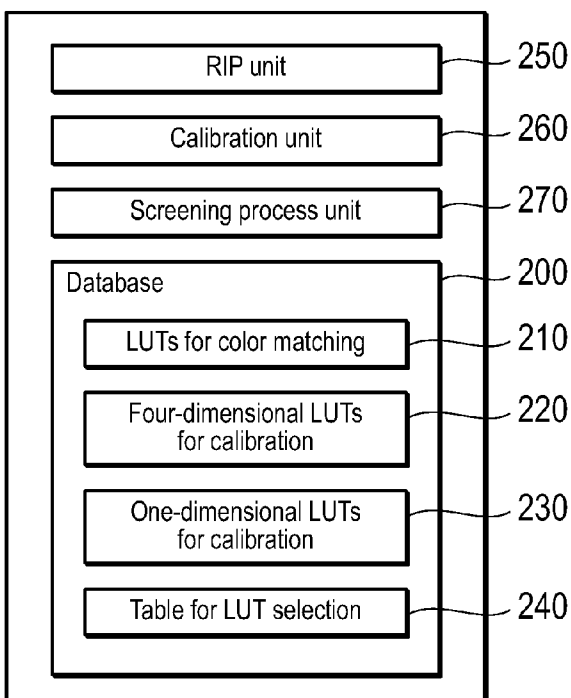 RIP unit
250
Calibration unit
260
Screening process unit
270
Database
200
LUTs for color matching
210
Four-dimensional LUTs
for calibration
220
One-dimensional LUTs
for calibration
230
Table for LUT selection
240